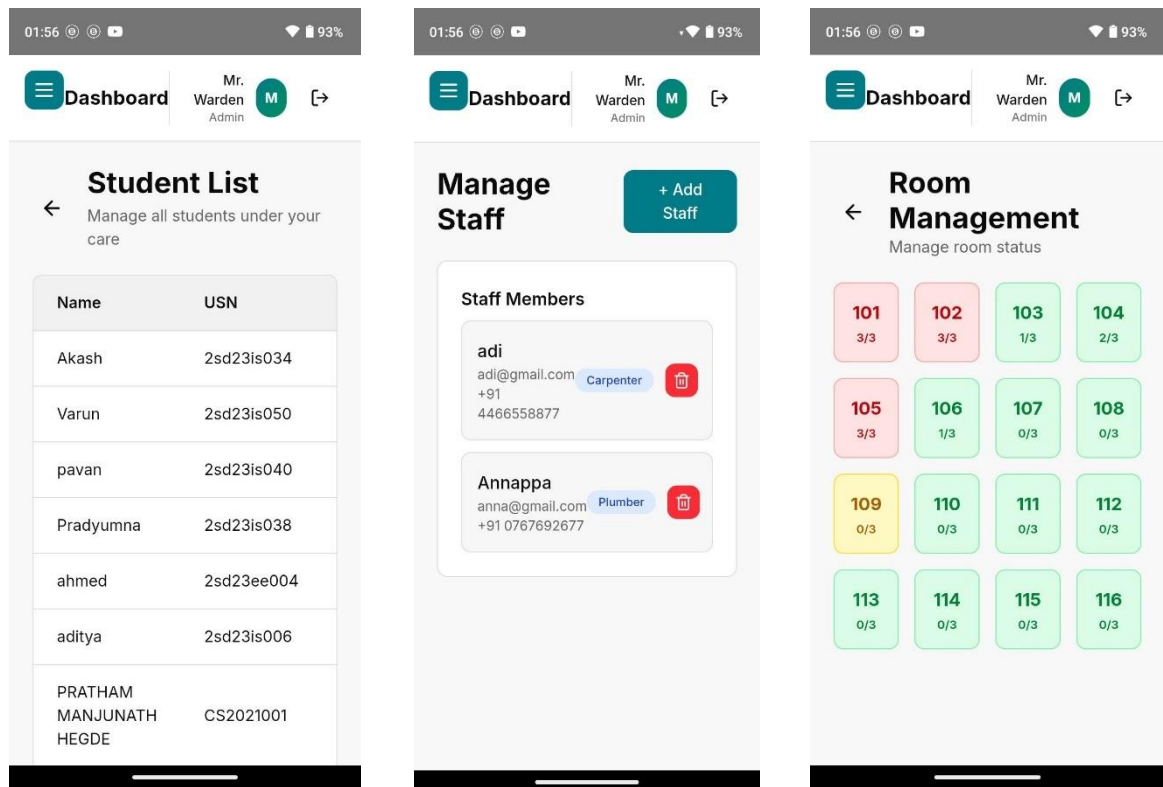 01:56
93%
Dashboard
Mr.
Warden
Admin
M
Student List
Manage all students under your
care
Name USN
Akash 2sd23is034
Varun 2sd23is050
pavan 2sd23is040
Pradyumna 2sd23is038
ahmed 2sd23ee004
aditya 2sd23is006
PRATHAM
MANJUNATH
HEGDE
CS2021001
01:56
93%
Dashboard
Mr.
Warden
Admin
M
Manage
Staff
+ Add
Staff
Staff Members
adi
adi@gmail.com
+91
4466558877
Carpenter
Annappa
anna@gmail.com
+91 0767692677
Plumber
01:56
93%
Dashboard
Mr.
Warden
Admin
M
Room
Management
Manage room status
101 102 103 104
3/3 3/3 1/3 2/3
105 106 107 108
3/3 1/3 0/3 0/3
109 110 111 112
0/3 0/3 0/3 0/3
113 114 115 116
0/3 0/3 0/3 0/3